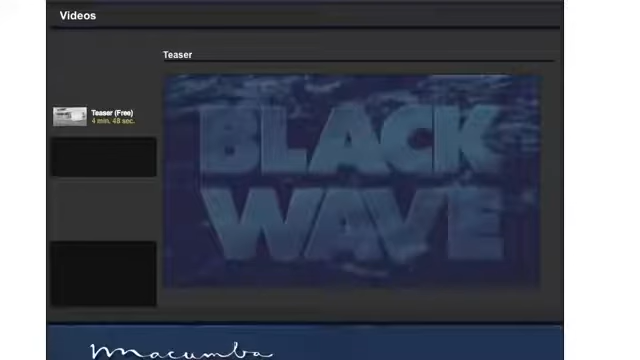 Videos
Teaser
Teaser (Free)
4 min. 48 sec.
BLACK
WAVE
macumba